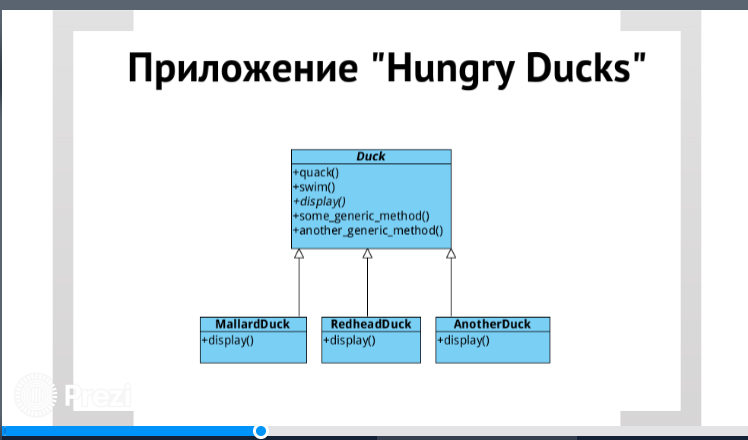 Приложение "Hungry Ducks"
Duck
+quack()
+swim()
+display()
+some_generic_method()
+another_generic_method()
MallardDuck
+display()
RedheadDuck
+display()
AnotherDuck
+display()
Prezi